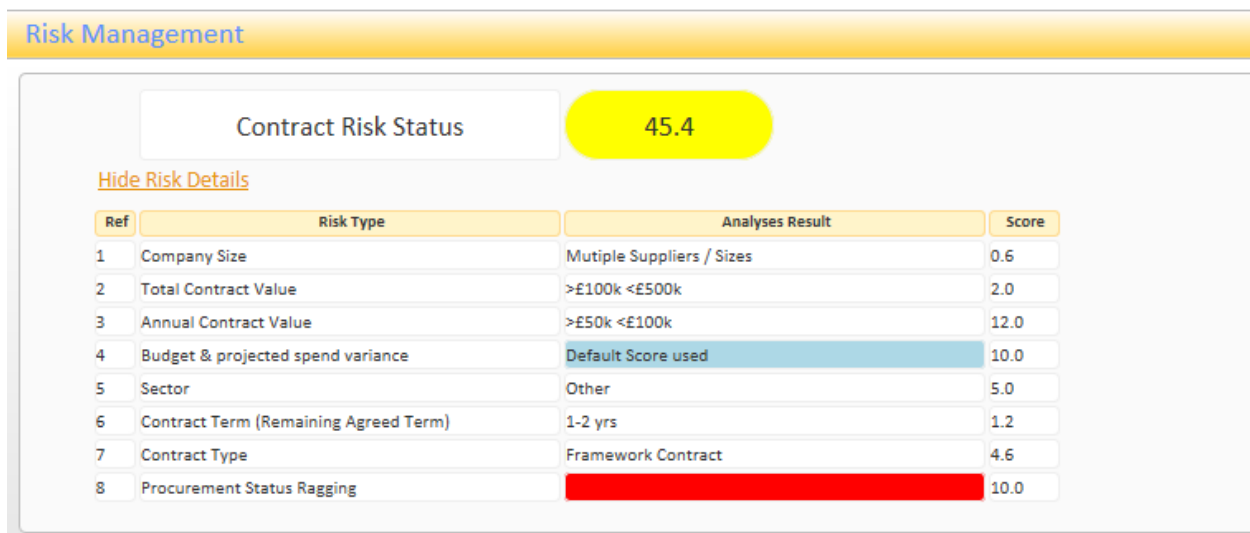 Risk Management
Contract Risk Status 45.4
Hide Risk Details
Ref Risk Type Analyses Result Score
1 Company Size Mutiple Suppliers / Sizes 0.6
2 Total Contract Value >£100k <£500k 2.0
3 Annual Contract Value >£50k <£100k 12.0
4 Budget & projected spend variance Default Score used 10.0
5 Sector Other 5.0
6 Contract Term (Remaining Agreed Term) 1-2 yrs 1.2
7 Contract Type Framework Contract 4.6
8 Procurement Status Ragging 10.0